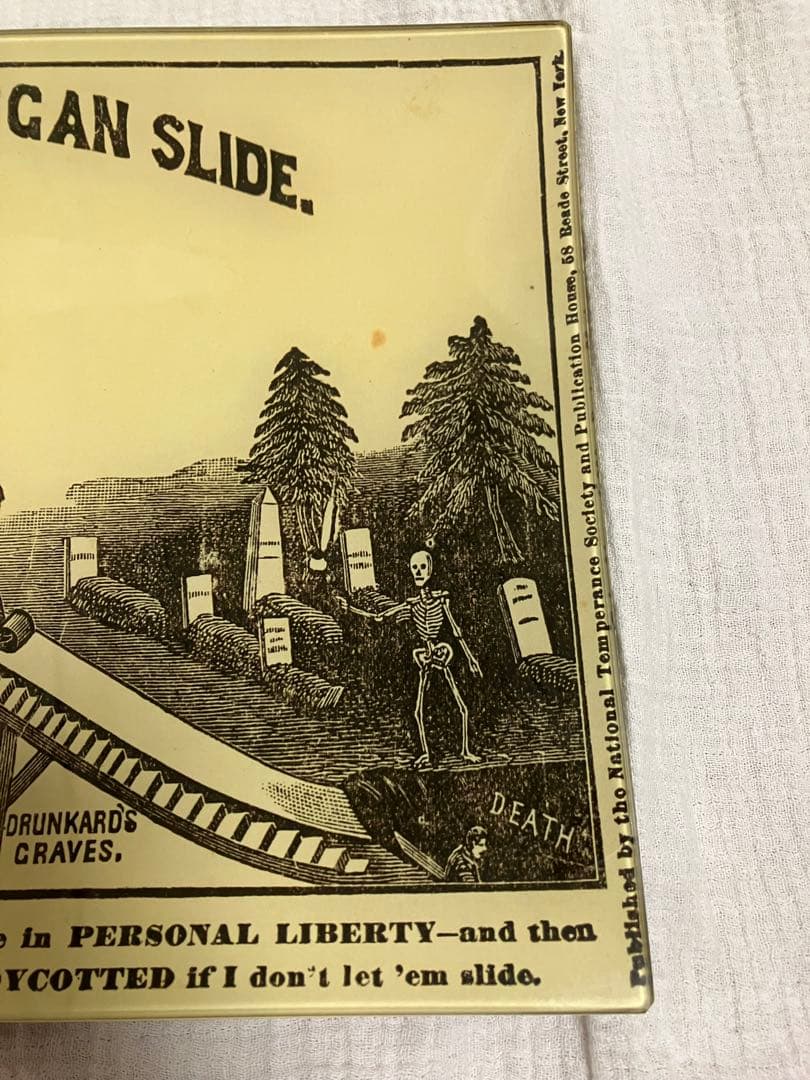 GAN SLIDE.
DRUNKARD'S
GRAVES.
DEATH
in PERSONAL LIBERTY—and then
YCOTTED if I don't let 'em slide.
Published by the National Temperance Society and Publication House, 58 Reade Street, New York.